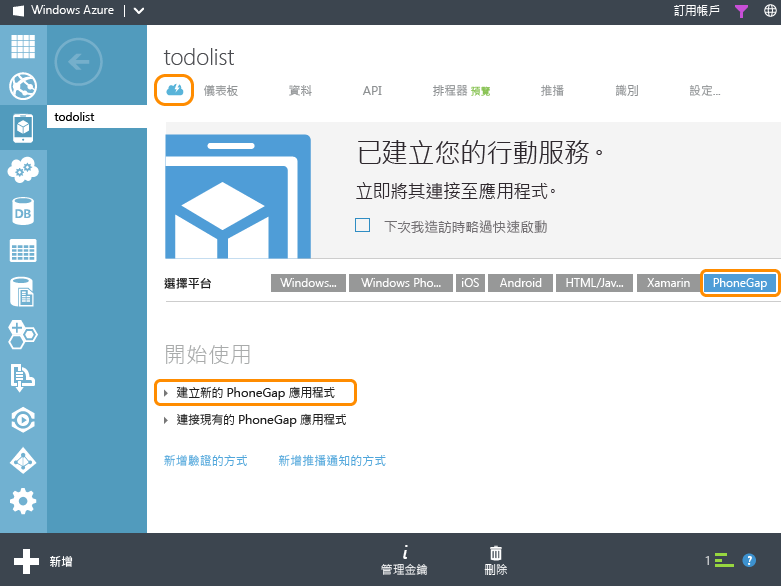 Windows Azure | 訂用帳戶
todolist
todolist
儀表板 資料 API 排程器 預覽 推播 識別 設定...
已建立您的行動服務。
立即將其連接至應用程式。
下次我造訪時略過快速啟動
選擇平台 Windows... Windows Pho... iOS Android HTML/Jav... Xamarin PhoneGap
開始使用
建立新的 PhoneGap 應用程式
連接現有的 PhoneGap 應用程式
新增驗證的方式 新增推播通知的方式
DB
新增 管理金鑰 刪除 1 ?